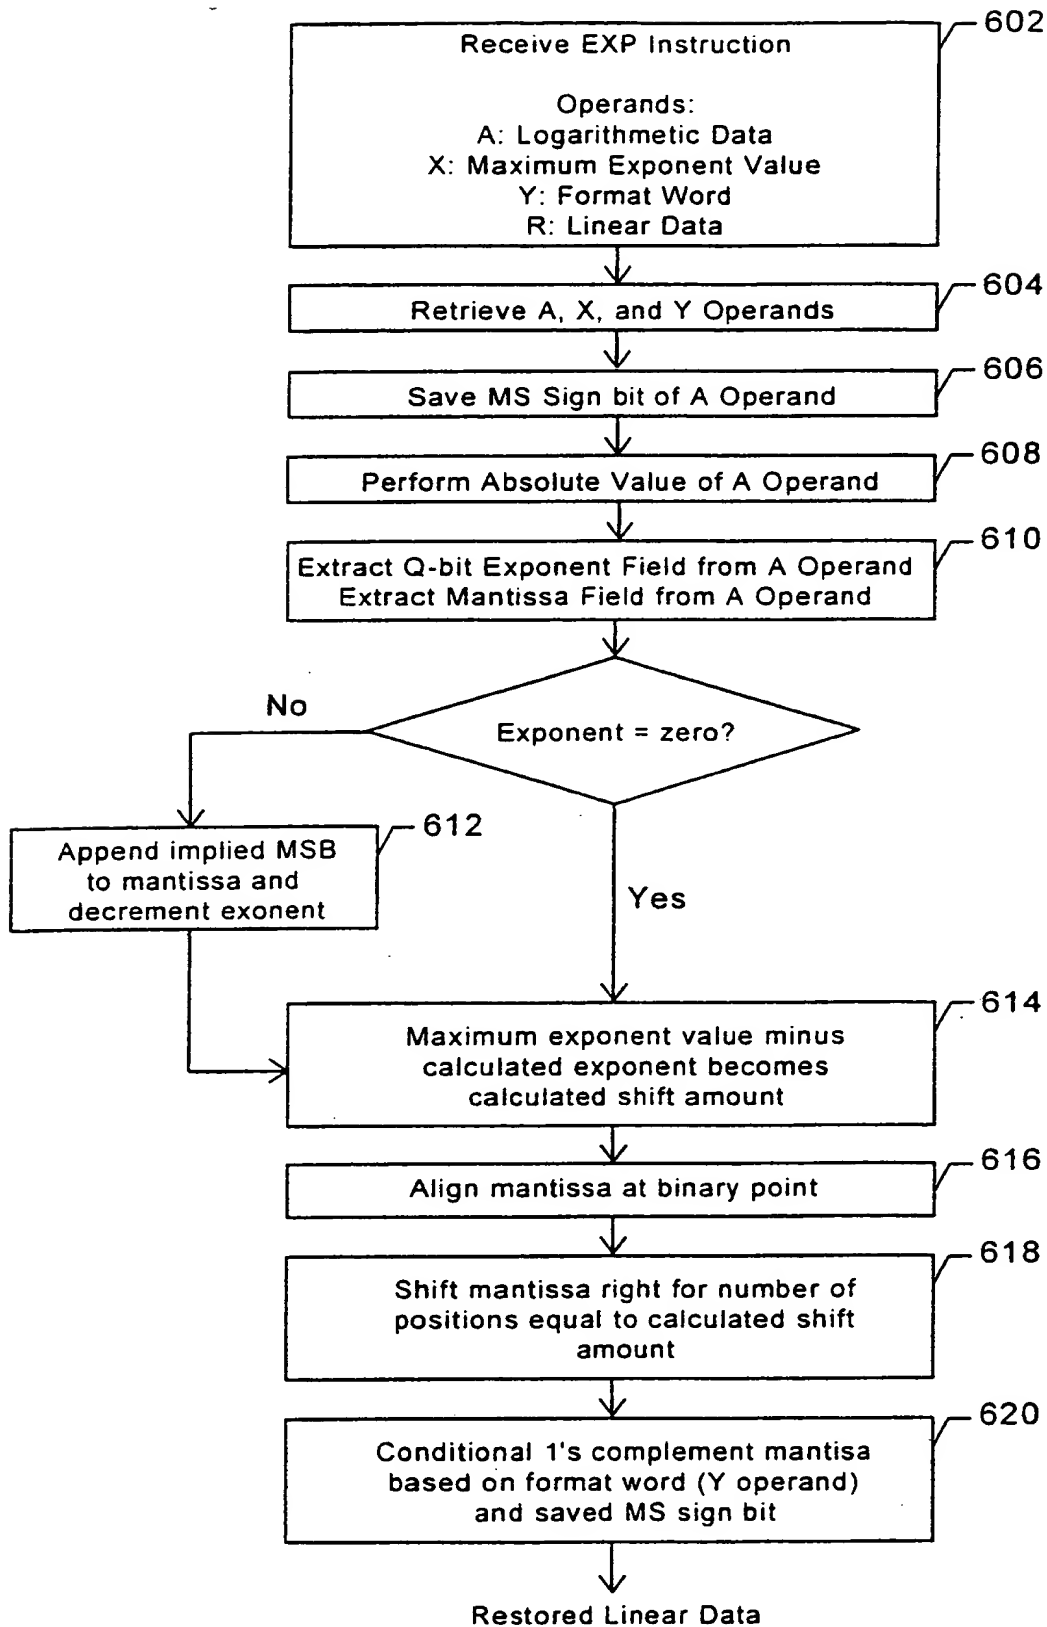 602
Receive EXP Instruction
Operands:
A: Logarithmetic Data
X: Maximum Exponent Value
Y: Format Word
R: Linear Data
604
Retrieve A, X, and Y Operands
606
Save MS Sign bit of A Operand
608
Perform Absolute Value of A Operand
610
Extract Q-bit Exponent Field from A Operand
Extract Mantissa Field from A Operand
No
Exponent = zero?
612
Append implied MSB
to mantissa and
decrement exonent
Yes
614
Maximum exponent value minus
calculated exponent becomes
calculated shift amount
616
Align mantissa at binary point
618
Shift mantissa right for number of
positions equal to calculated shift
amount
620
Conditional 1's complement mantisa
based on format word (Y operand)
and saved MS sign bit
Restored Linear Data